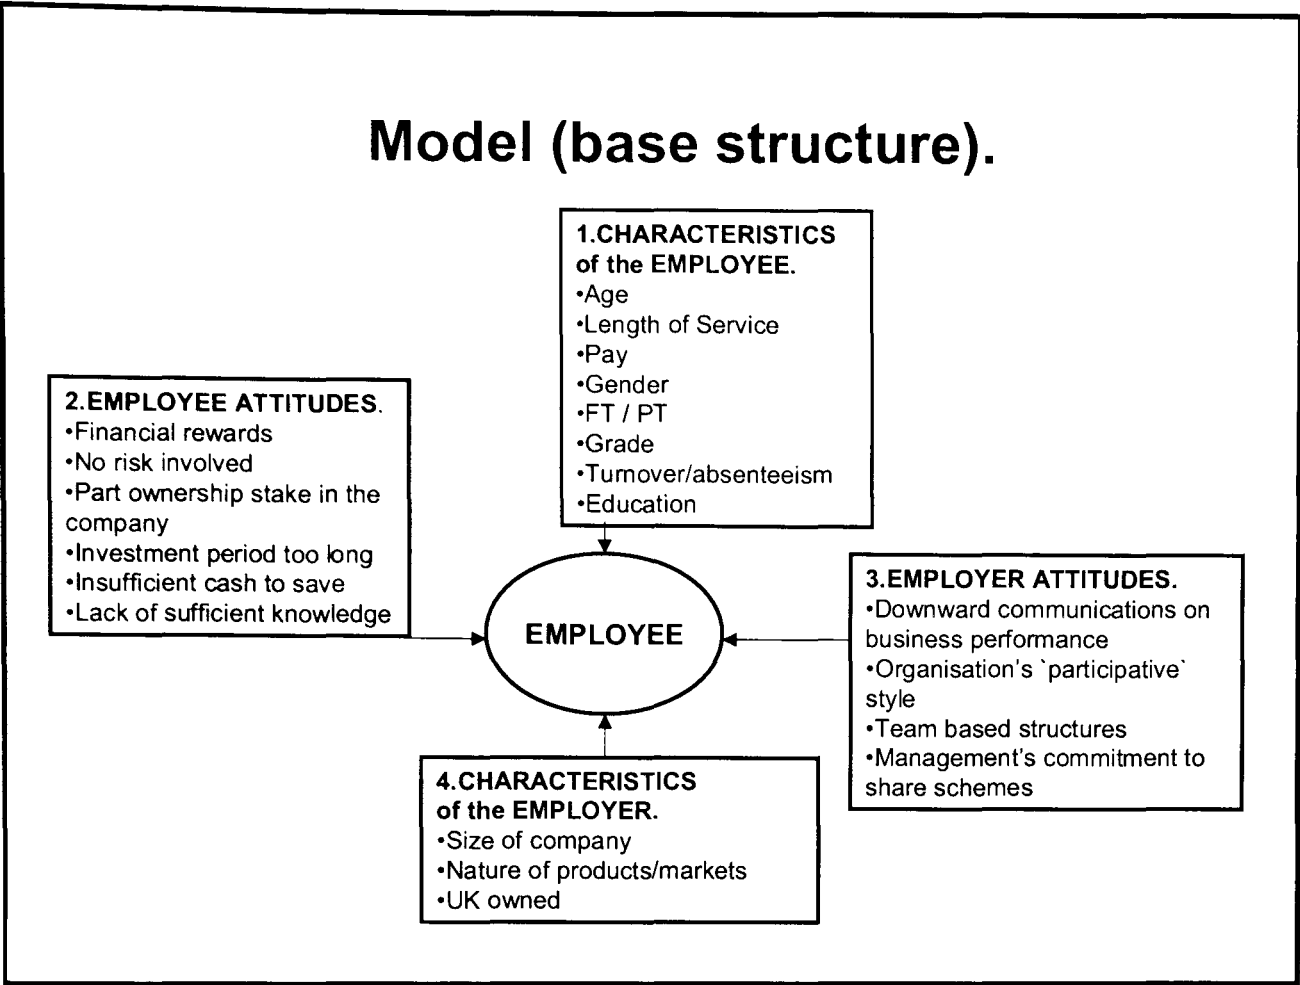 Model (base structure).
1.CHARACTERISTICS
of the EMPLOYEE.
•Age
•Length of Service
•Pay
•Gender
•FT / PT
•Grade
•Turnover/absenteeism
•Education
2.EMPLOYEE ATTITUDES.
•Financial rewards
•No risk involved
•Part ownership stake in the
company
•Investment period too long
•Insufficient cash to save
•Lack of sufficient knowledge
EMPLOYEE
3.EMPLOYER ATTITUDES.
•Downward communications on
business performance
•Organisation's `participative`
style
•Team based structures
•Management's commitment to
share schemes
4.CHARACTERISTICS
of the EMPLOYER.
•Size of company
•Nature of products/markets
•UK owned